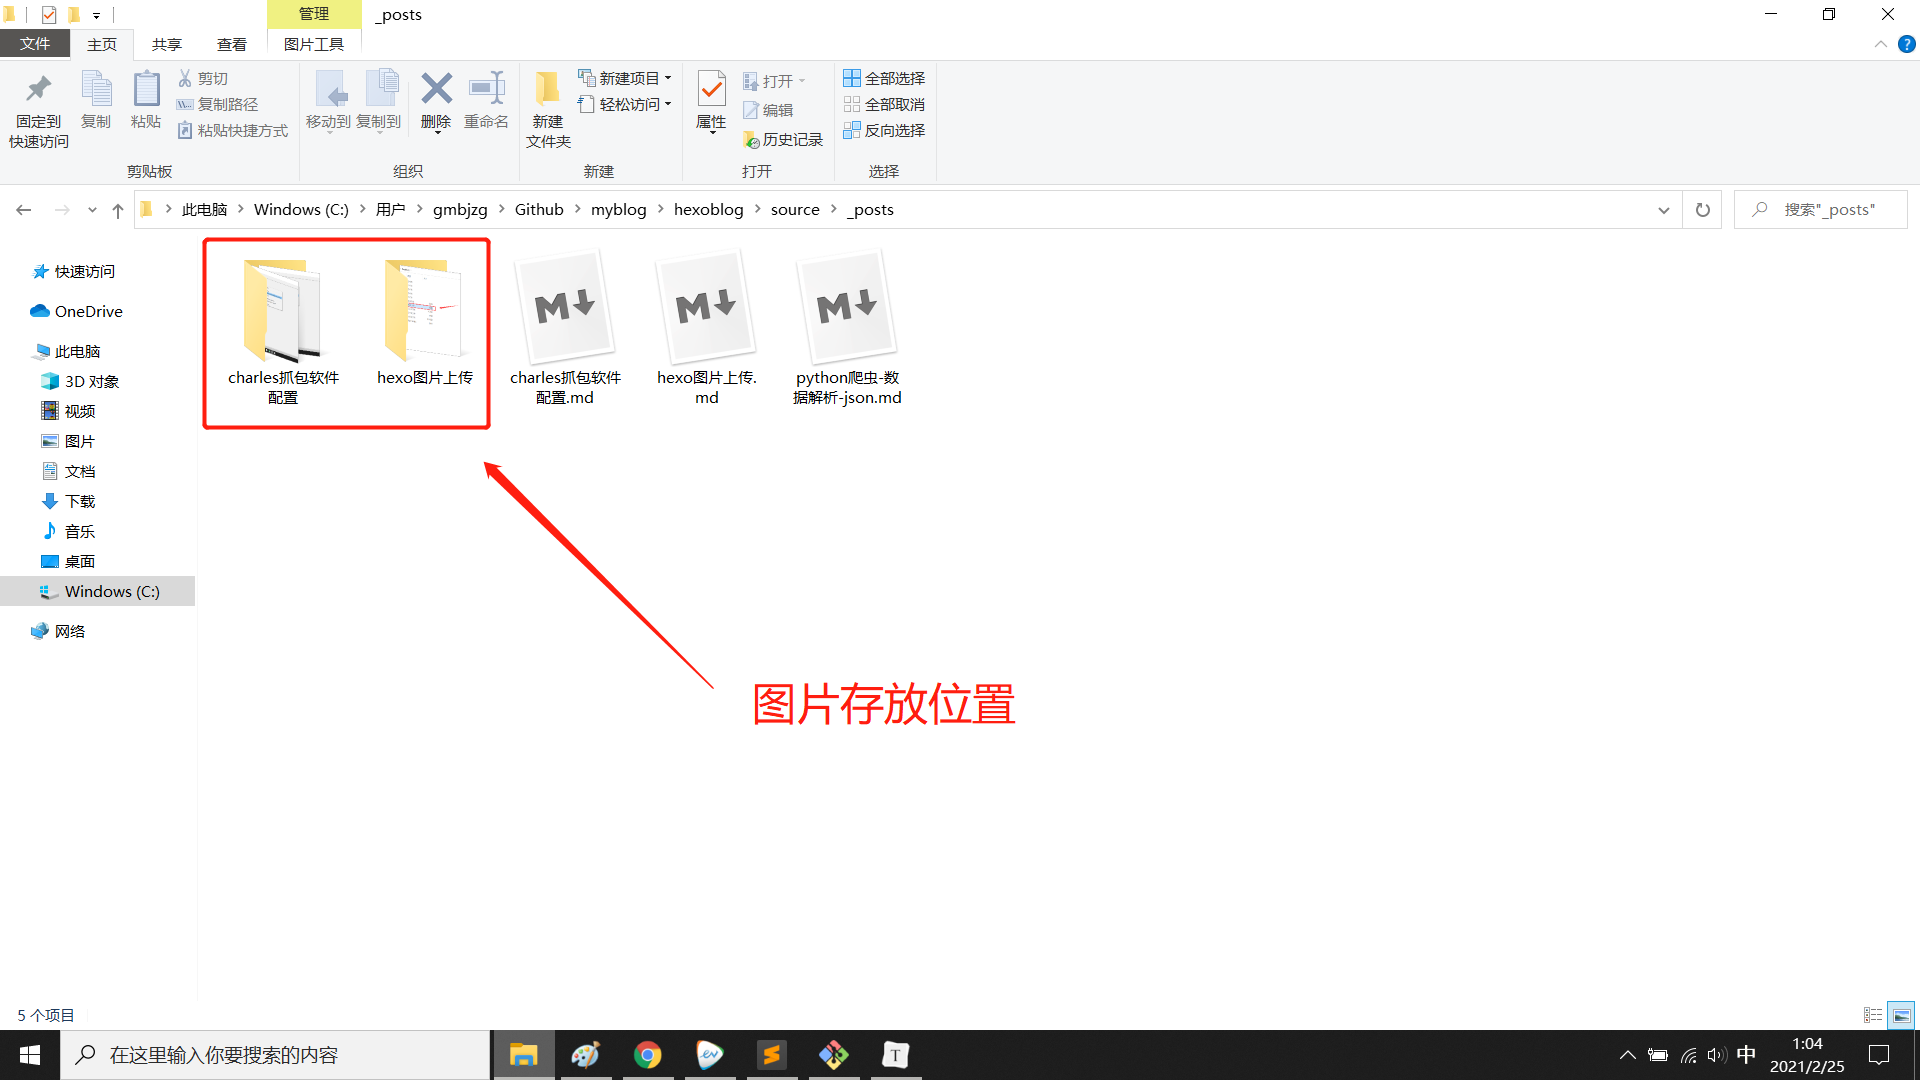 管理
_posts
文件
主页
共享
查看
图片工具
固定到
快速访问
复制
粘贴
剪切
复制路径
粘贴快捷方式
剪贴板
移动到
复制到
删除
重命名
组织
新建
文件夹
新建项目
轻松访问
新建
属性
打开
编辑
历史记录
打开
全部选择
全部取消
反向选择
选择
此电脑 > Windows (C:) > 用户 > gmbjzg > Github > myblog > hexoblog > source > _posts
搜索"_posts"
快速访问
OneDrive
此电脑
3D 对象
视频
图片
文档
下载
音乐
桌面
Windows (C:)
网络
charles抓包软件
配置
hexo图片上传
charles抓包软件
配置.md
hexo图片上传.
md
python爬虫-数
据解析-json.md
图片存放位置
5 个项目
在这里输入你要搜索的内容
中
1:04
2021/2/25